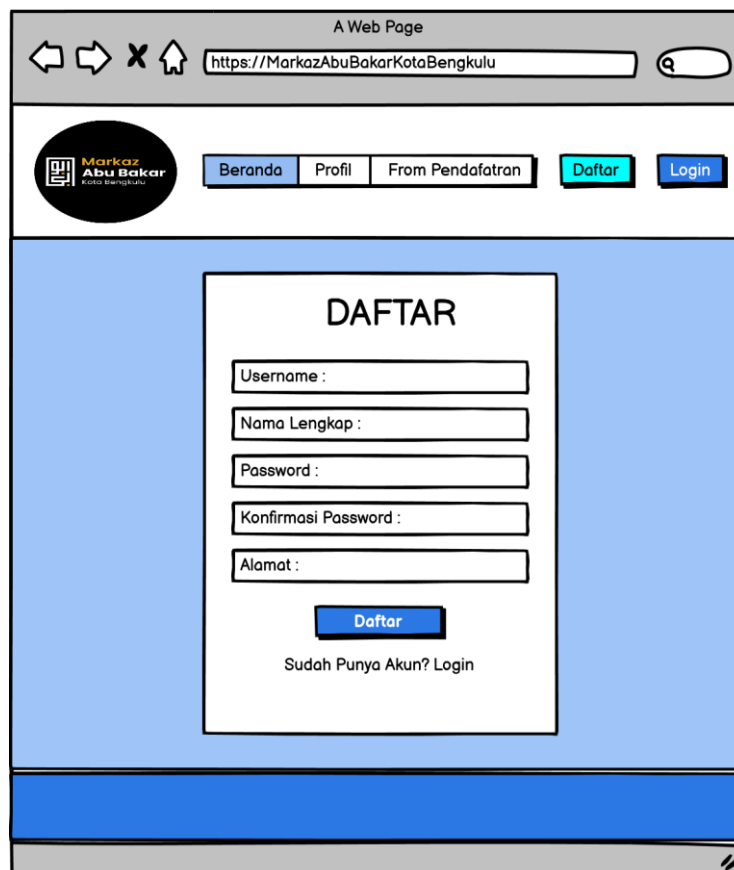 A Web Page
https://MarkazAbuBakarKotaBengkulu
Markaz
Abu Bakar
Kota Bengkulu
Beranda Profil From Pendafatran Daftar Login
DAFTAR
Username :
Nama Lengkap :
Password :
Konfirmasi Password :
Alamat :
Daftar
Sudah Punya Akun? Login